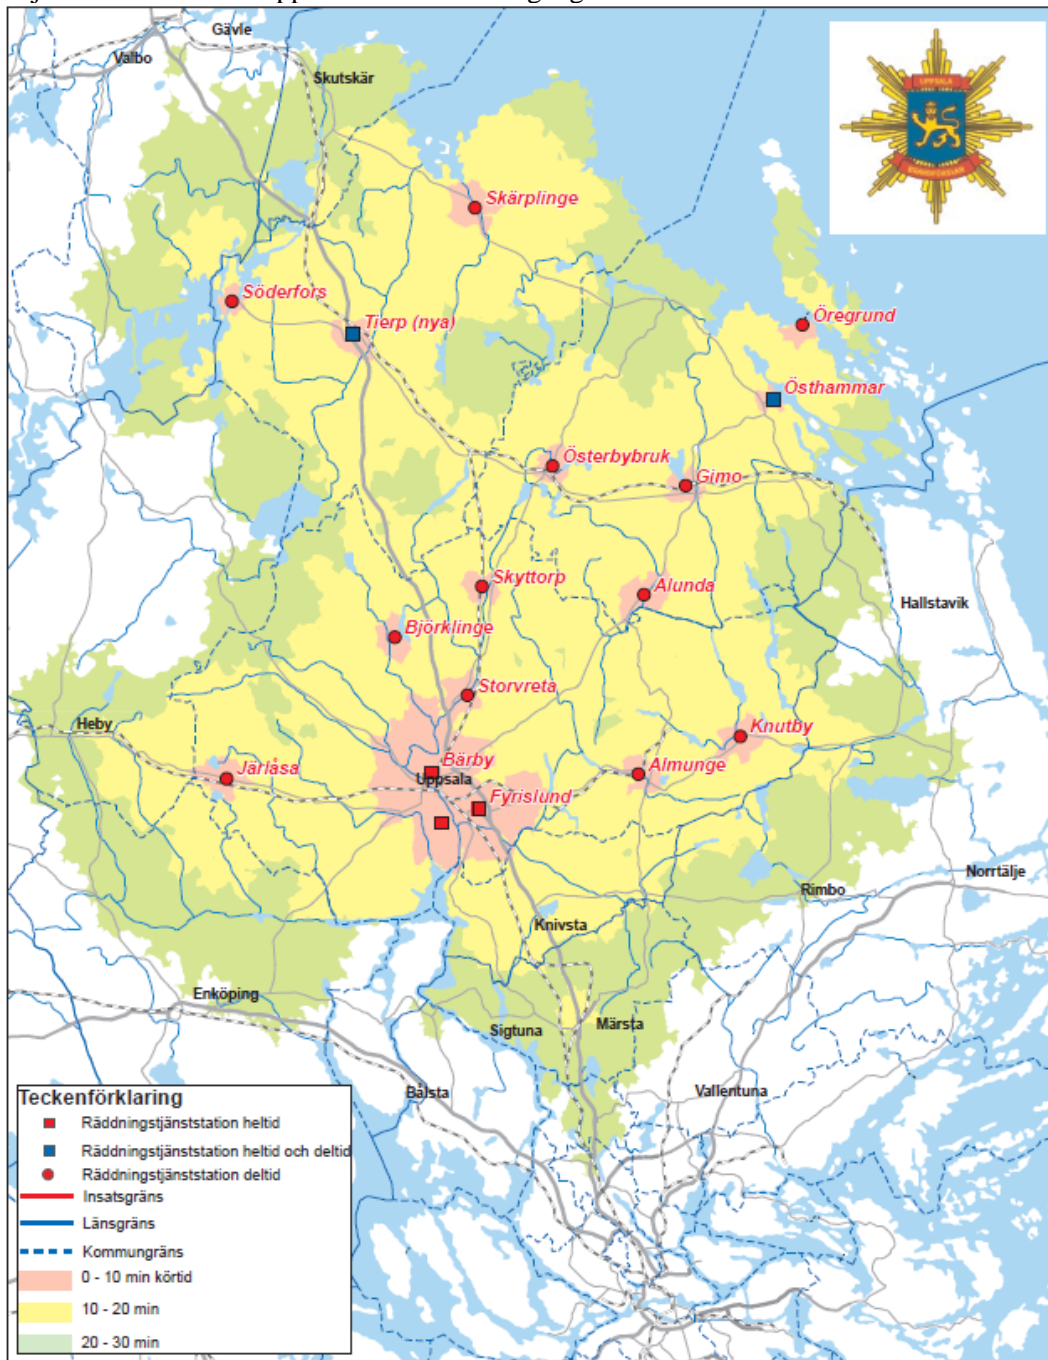 Gävle
Valbo
Skutskär
UPPSALA
BRANDFÖRSVAR
Skärplinge
Söderfors
Öregrund
Tierp (nya)
Östhammar
Österbybruk
Gimo
Skyttorp
Alunda
Hallstavik
Björklinge
Storvreta
Heby
Knutby
Järlåsa
Bärby
Almunge
Uppsala
Fyrislund
Norrtälje
Rimbo
Knivsta
Enköping
Sigtuna
Märsta
Bålsta
Vallentuna
Teckenförklaring
Räddningstjänststation heltid
Räddningstjänststation heltid och deltid
Räddningstjänststation deltid
Insatsgräns
Länsgräns
Kommungräns
0 - 10 min körtid
10 - 20 min
20 - 30 min